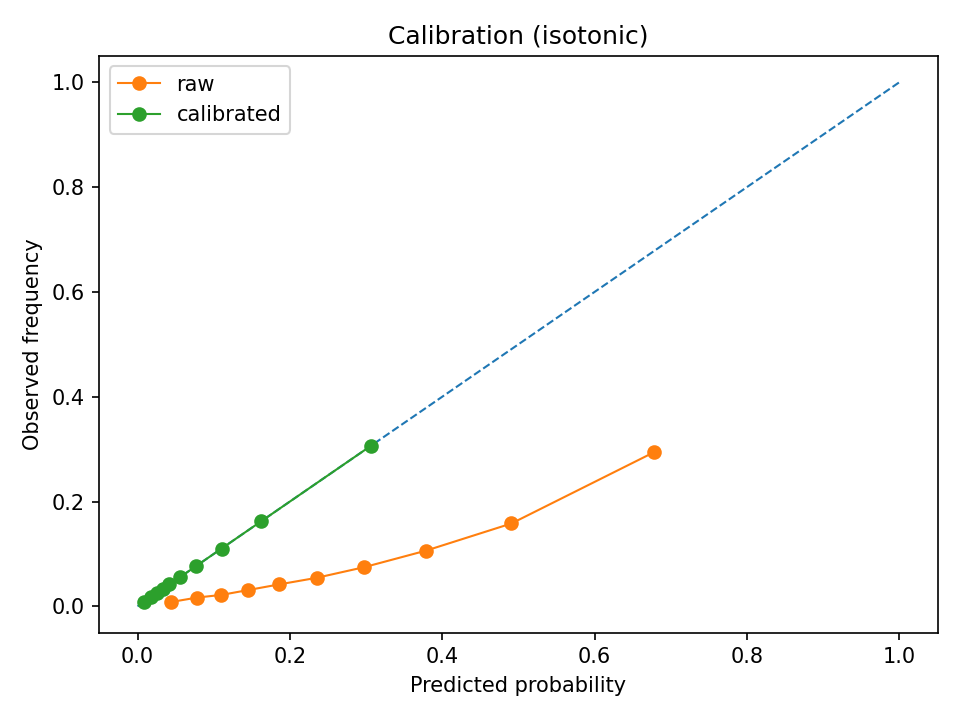 Calibration (isotonic)
raw
calibrated
1.0
0.8
0.6
0.4
0.2
0.0
Observed frequency
0.0 0.2 0.4 0.6 0.8 1.0
Predicted probability